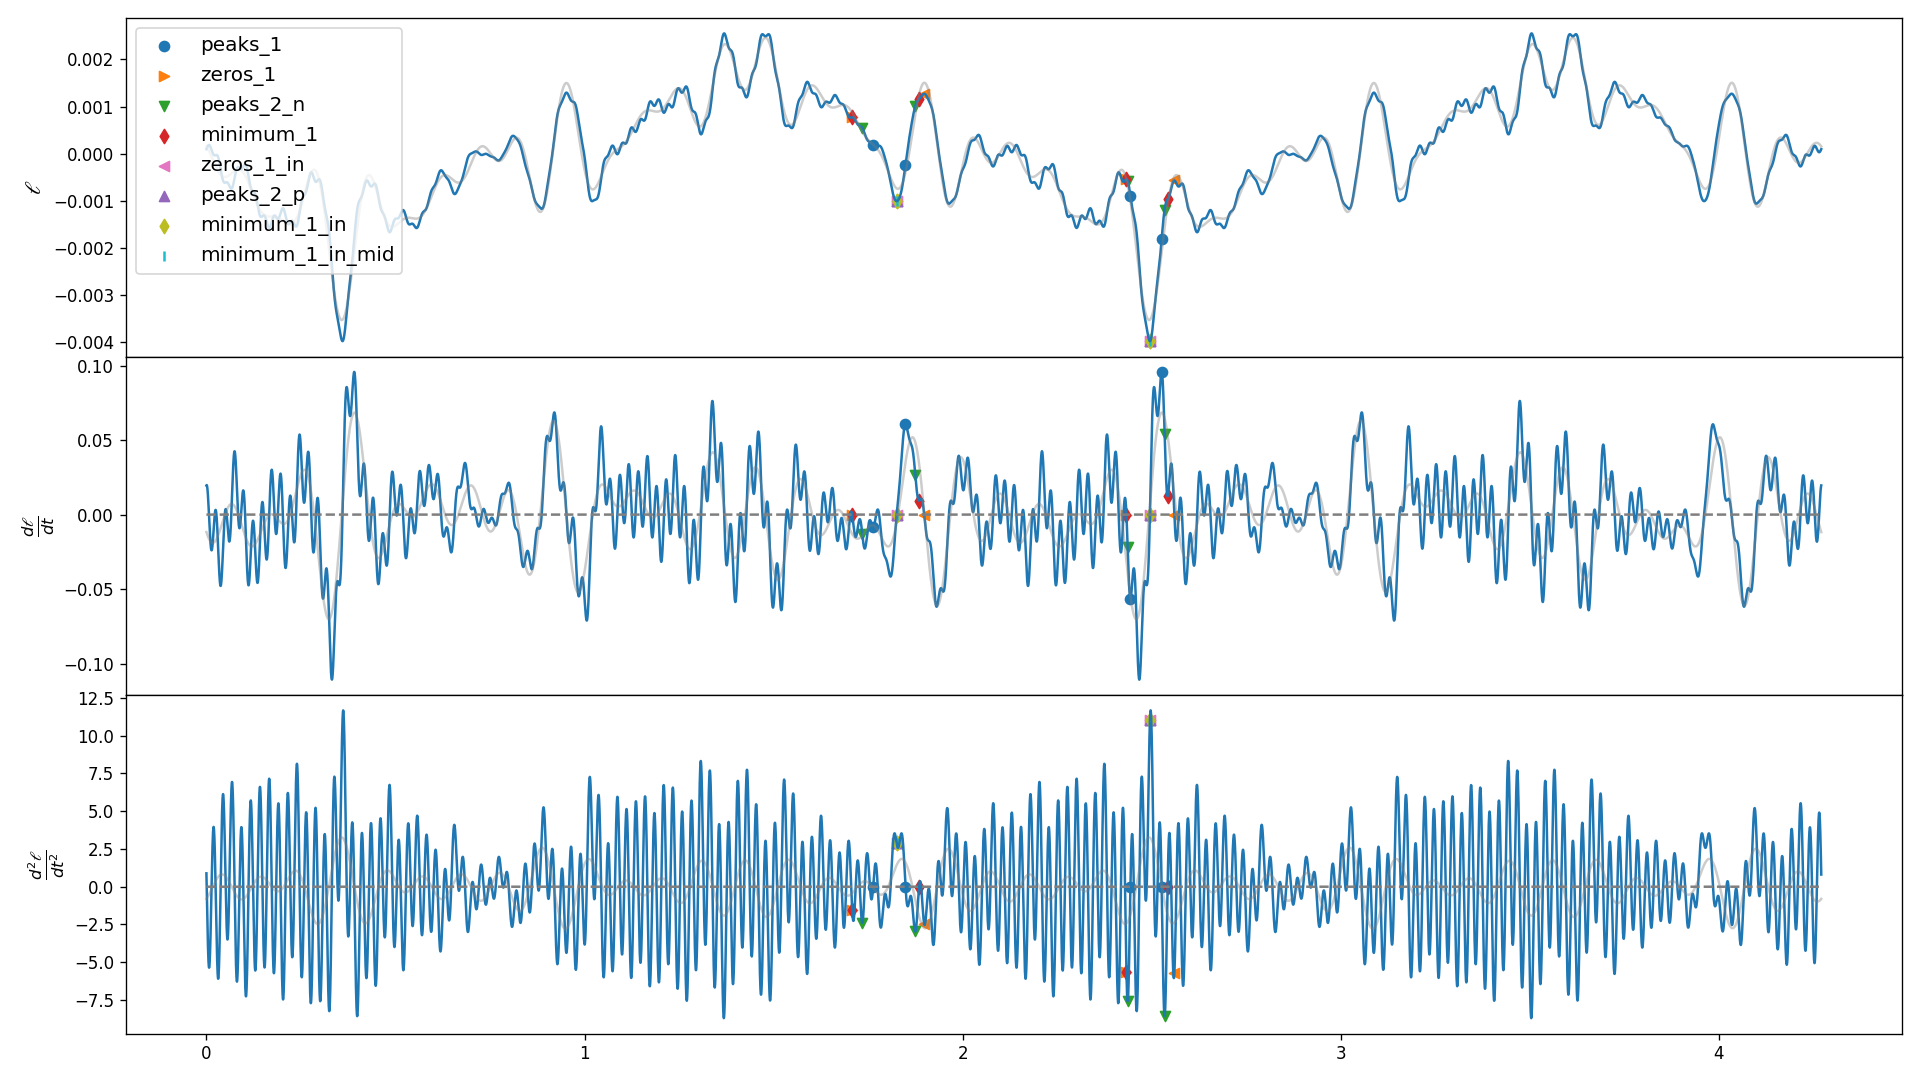 peaks_1
zeros_1
peaks_2_n
minimum_1
zeros_1_in
peaks_2_p
minimum_1_in
minimum_1_in_mid
ℓ
0.002
0.001
0.000
−0.001
−0.002
−0.003
−0.004
dℓ/dt
0.10
0.05
0.00
−0.05
−0.10
d²ℓ/dt²
12.5
10.0
7.5
5.0
2.5
0.0
−2.5
−5.0
−7.5
0 1 2 3 4